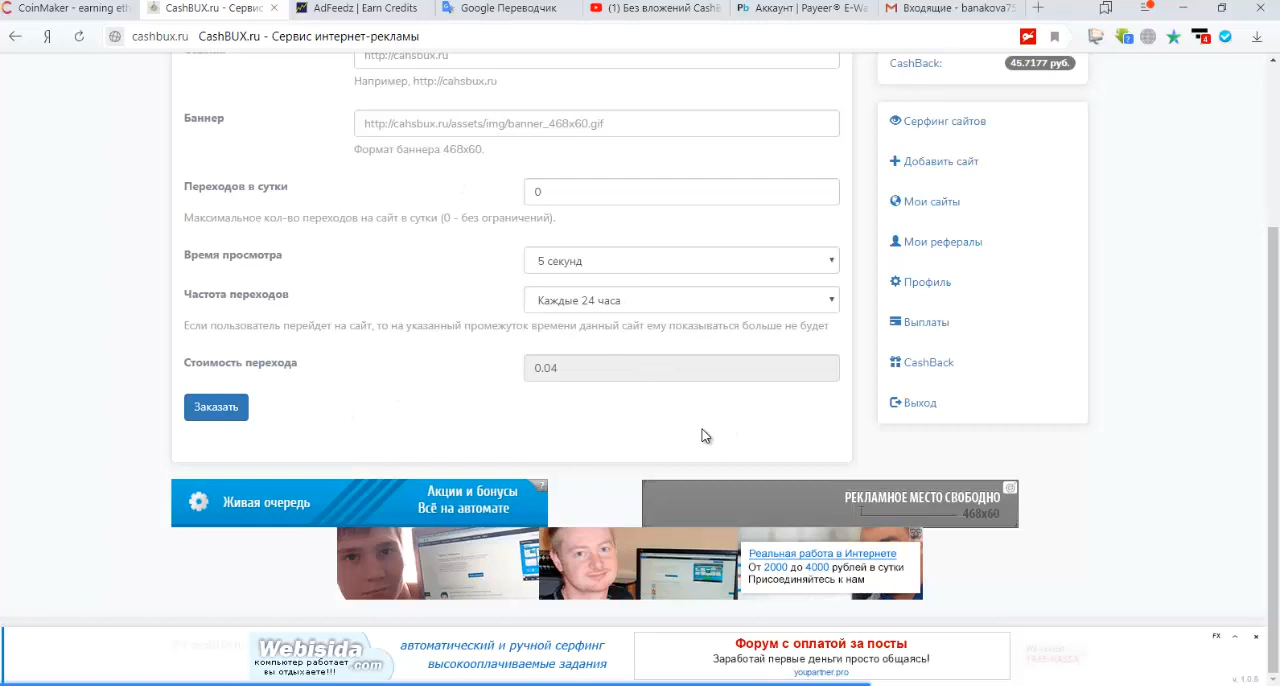 CoinMaker - earning eth
CashBUX.ru - Сервис
AdFeedz | Earn Credits
Google Переводчик
(1) Без вложений CashB
Аккаунт | Payeer® E-Wa
Входящие - banakova75
cashbux.ru CashBUX.ru - Сервис интернет-рекламы
http://cashbux.ru
Например, http://cahsbux.ru
Баннер
http://cahsbux.ru/assets/img/banner_468x60.gif
Формат баннера 468x60.
Переходов в сутки
0
Максимальное кол-во переходов на сайт в сутки (0 - без ограничений).
Время просмотра
5 секунд
Частота переходов
Каждые 24 часа
Если пользователь перейдет на сайт, то на указанный промежуток времени данный сайт ему показываться больше не будет
Стоимость перехода
0.04
Заказать
CashBack:
45.7177 руб.
Серфинг сайтов
Добавить сайт
Мои сайты
Мои рефералы
Профиль
Выплаты
CashBack
Выход
Живая очередь
Акции и бонусы
Всё на автомате
РЕКЛАМНОЕ МЕСТО СВОБОДНО
468x60
Реальная работа в Интернете
От 2000 до 4000 рублей в сутки
Присоединяйтесь к нам
Webisida
.com
компьютер работает
вы отдыхаете!!!
автоматический и ручной серфинг
высокооплачиваемые задания
Форум с оплатой за посты
Заработай первые деньги просто общаясь!
youpartner.pro
FX
v. 1.0.6